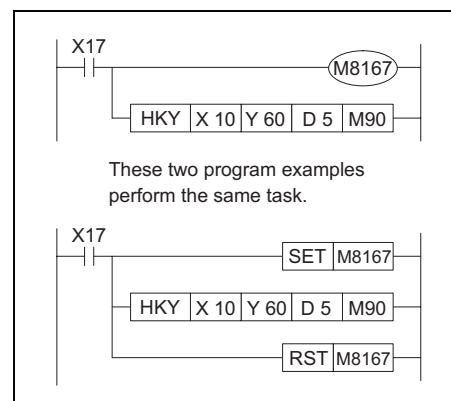 X17
M8167
HKY X 10 Y 60 D 5 M90
These two program examples
perform the same task.
X17
SET M8167
HKY X 10 Y 60 D 5 M90
RST M8167